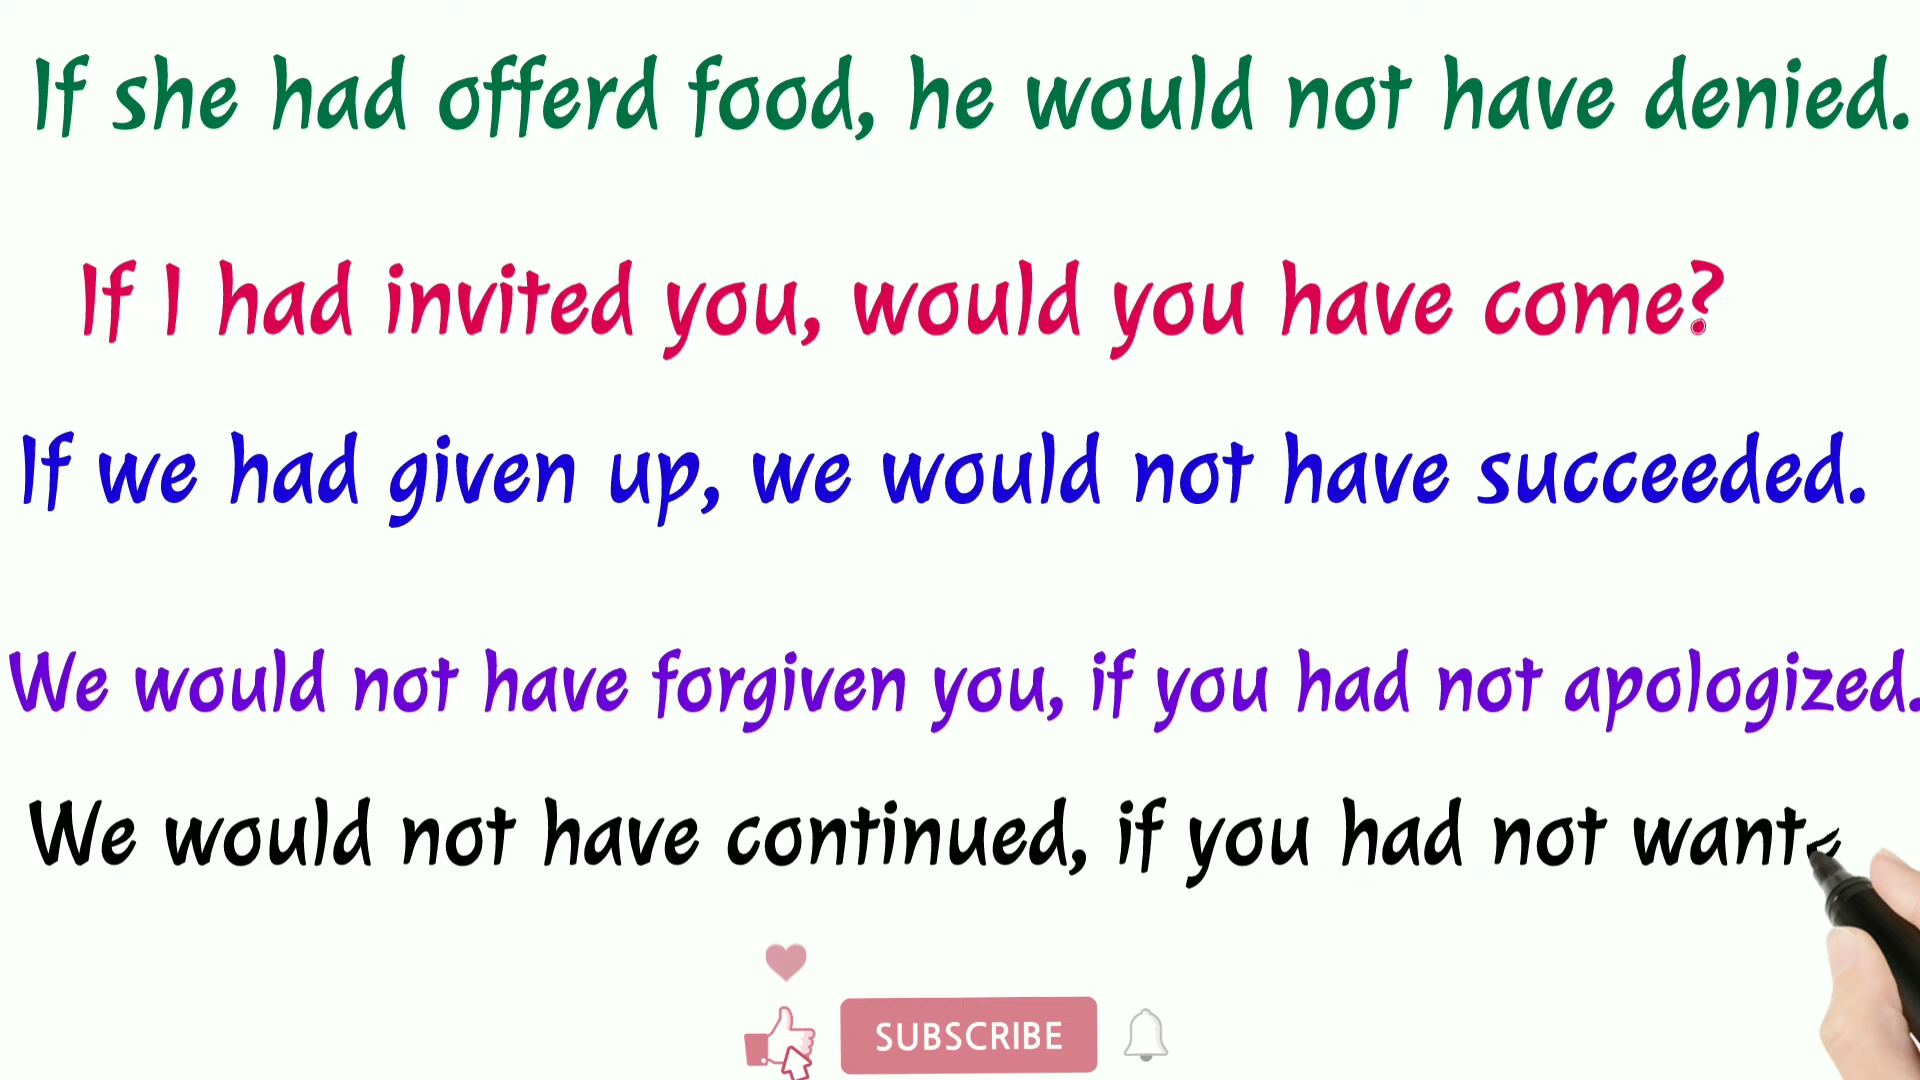 If she had offerd food, he would not have denied.
If I had invited you, would you have come?
If we had given up, we would not have succeeded.
We would not have forgiven you, if you had not apologized.
We would not have continued, if you had not
SUBSCRIBE